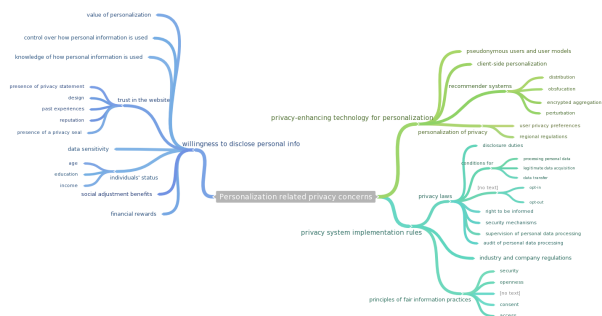 value of personalization
control over how personal information is used
knowledge of how personal information is used
presence of privacy statement
design
past experiences
reputation
presence of a privacy seal
trust in the website
willingness to disclose personal info
data sensitivity
age
education
income
individuals' status
social adjustment benefits
financial rewards
Personalization related privacy concerns
privacy-enhancing technology for personalization
pseudonymous users and user models
client-side personalization
recommender systems
distribution
obfuscation
encrypted aggregation
perturbation
personalization of privacy
user privacy preferences
regional regulations
privacy system implementation rules
privacy laws
disclosure duties
conditions for
processing personal data
legitimate data acquisition
data transfer
[no text]
opt-in
opt-out
right to be informed
security mechanisms
supervision of personal data processing
audit of personal data processing
industry and company regulations
principles of fair information practices
security
openness
[no text]
consent
access